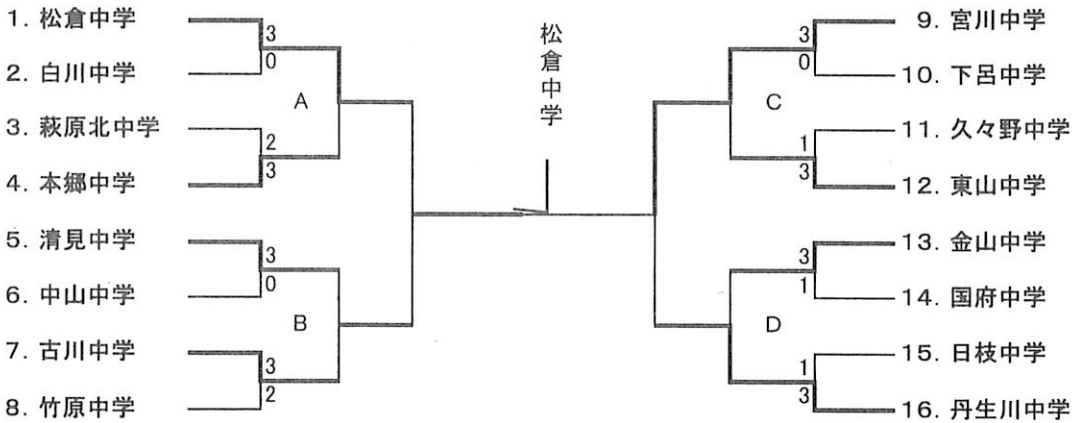 1. 松倉中学
3
0
2. 白川中学
A
3. 萩原北中学
2
3
4. 本郷中学
5. 清見中学
3
0
6. 中山中学
B
7. 古川中学
3
2
8. 竹原中学
松倉中学
9. 宮川中学
3
0
10. 下呂中学
C
11. 久々野中学
1
3
12. 東山中学
13. 金山中学
3
1
14. 国府中学
D
15. 日枝中学
1
3
16. 丹生川中学